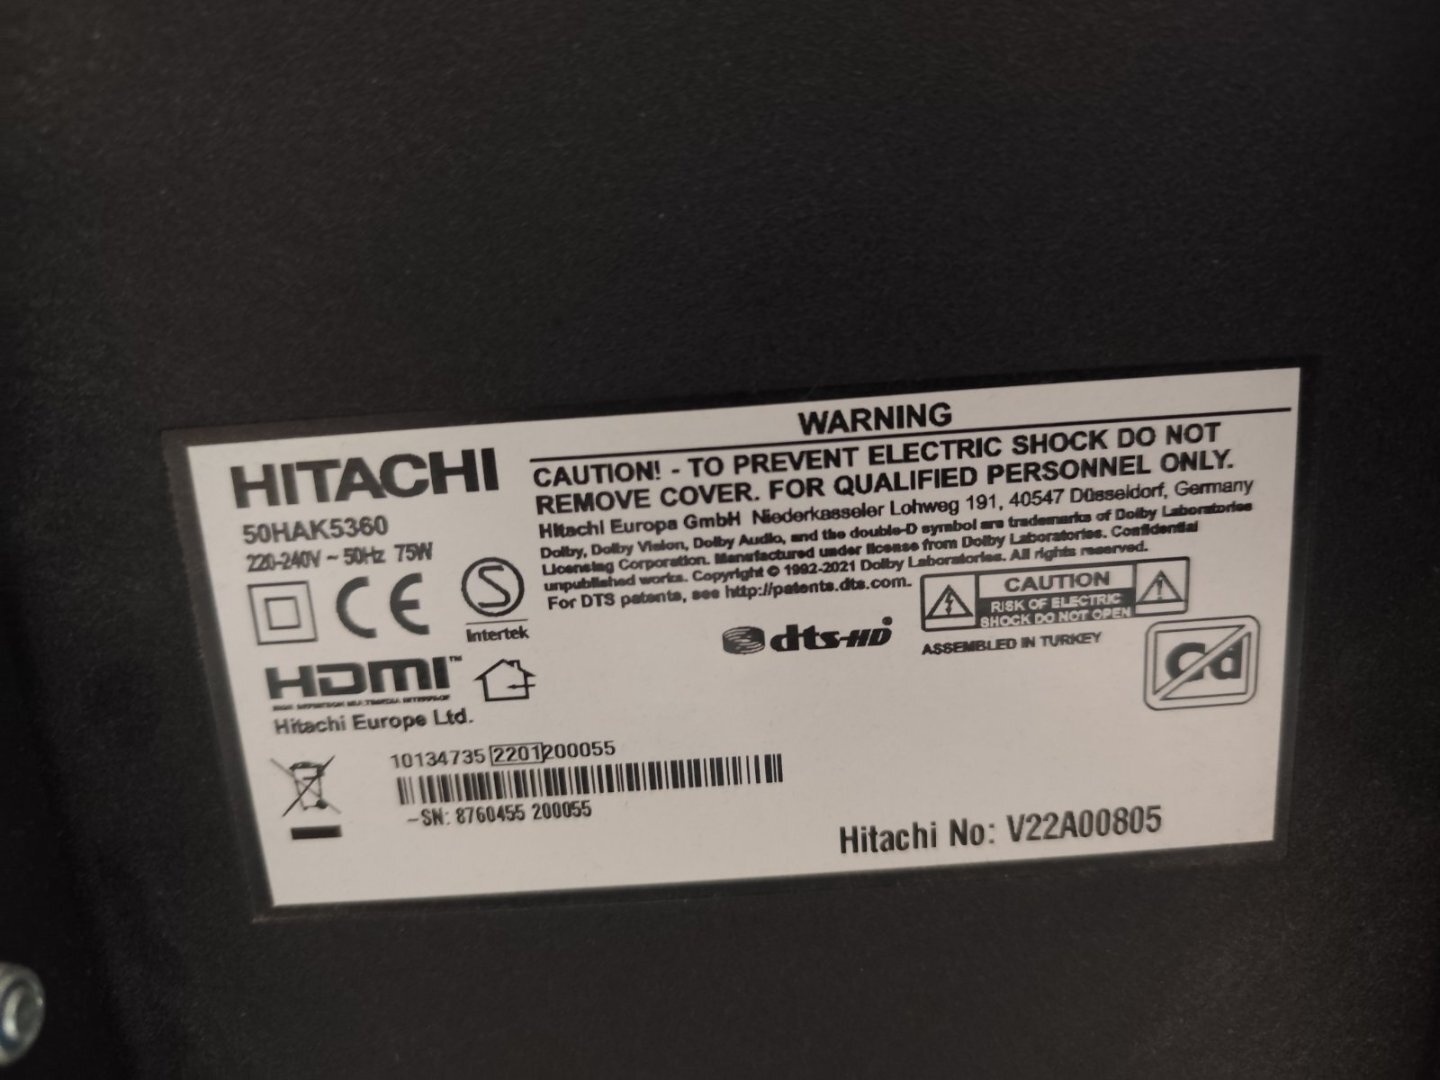 HITACHI
50HAK5360
220-240V ~ 50Hz 75W
CE
S
Intertek
HDMI™
HIGH DEFINITION MULTIMEDIA INTERFACE
Hitachi Europe Ltd.
WARNING
CAUTION! - TO PREVENT ELECTRIC SHOCK DO NOT
REMOVE COVER. FOR QUALIFIED PERSONNEL ONLY.
Hitachi Europa GmbH Niederkasseler Lohweg 191, 40547 Düsseldorf, Germany
Dolby, Dolby Vision, Dolby Audio, and the double-D symbol are trademarks of Dolby Laboratories
Licensing Corporation. Manufactured under license from Dolby Laboratories. Confidential
unpublished works. Copyright © 1992-2021 Dolby Laboratories. All rights reserved.
For DTS patents, see http://patents.dts.com.
dts-HD
CAUTION
RISK OF ELECTRIC
SHOCK DO NOT OPEN
ASSEMBLED IN TURKEY
Cd
10134735 2201 200055
-SN: 8760455 200055
Hitachi No: V22A00805